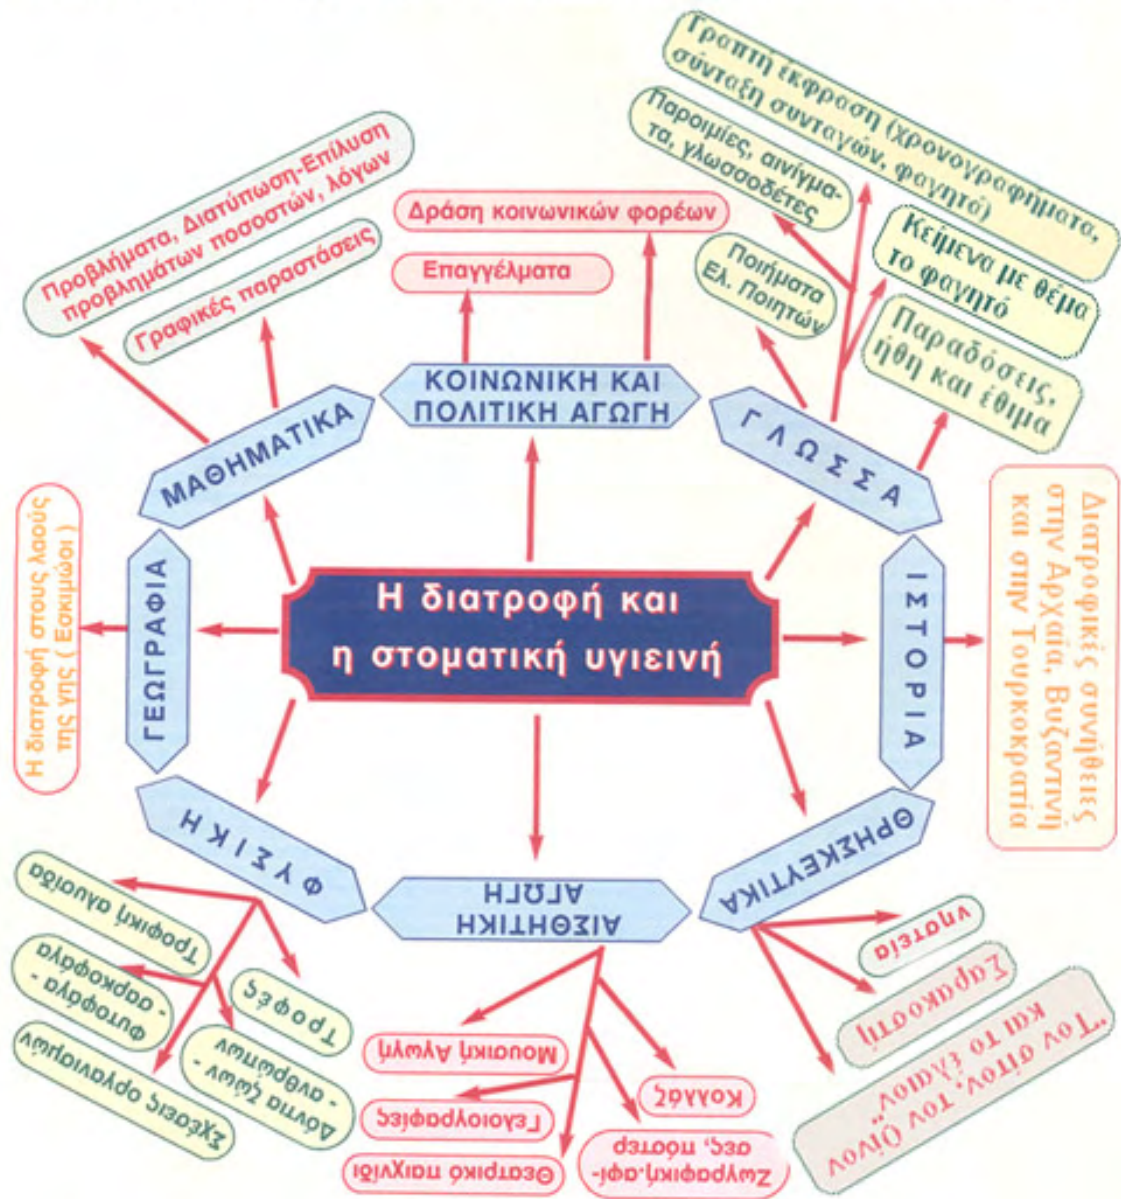 Η διατροφή και
η στοματική υγιεινή
ΜΑΘΗΜΑΤΙΚΑ
Προβλήματα, Διατύπωση-Επίλυση
προβλημάτων ποσοστών, λόγων
Γραφικές παραστάσεις
ΚΟΙΝΩΝΙΚΗ ΚΑΙ
ΠΟΛΙΤΙΚΗ ΑΓΩΓΗ
Επαγγέλματα
Δράση κοινωνικών φορέων
ΓΛΩΣΣΑ
Ποιήματα
Ελ. Ποιητών
Παροιμίες, αινίγμα-
τα, γλωσσοδέτες
Γραπτή έκφραση (χρονογραφήματα,
σύνταξη συνταγών, φαγητό)
Κείμενα με θέμα
το φαγητό
Παραδόσεις,
ήθη και έθιμα
ΙΣΤΟΡΙΑ
Διατροφικές συνήθειες
στην Αρχαία, Βυζαντινή
και στην Τουρκοκρατία
ΘΡΗΣΚΕΥΤΙΚΑ
νηστεία
Σαρακοστή
"Τον σίτον, τον Οίνον
και το έλαιον"
ΑΙΣΘΗΤΙΚΗ
ΑΓΩΓΗ
Κολλάζ
Ζωγραφική.αφί-
σες, πόστερ
Μουσική Αγωγή
Γελοιογραφίες
Θεατρικό παιχνίδι
ΦΥΣΙΚΗ
Τροφές
Δόντια ζώων -
- ανθρώπων
Τροφική αλυσίδα
Φυτοφάγα -
- σαρκοφάγα
Σχέσεις οργανισμών
ΓΕΩΓΡΑΦΙΑ
Η διατροφή στους λαούς
της γης ( Εσκιμώοι )